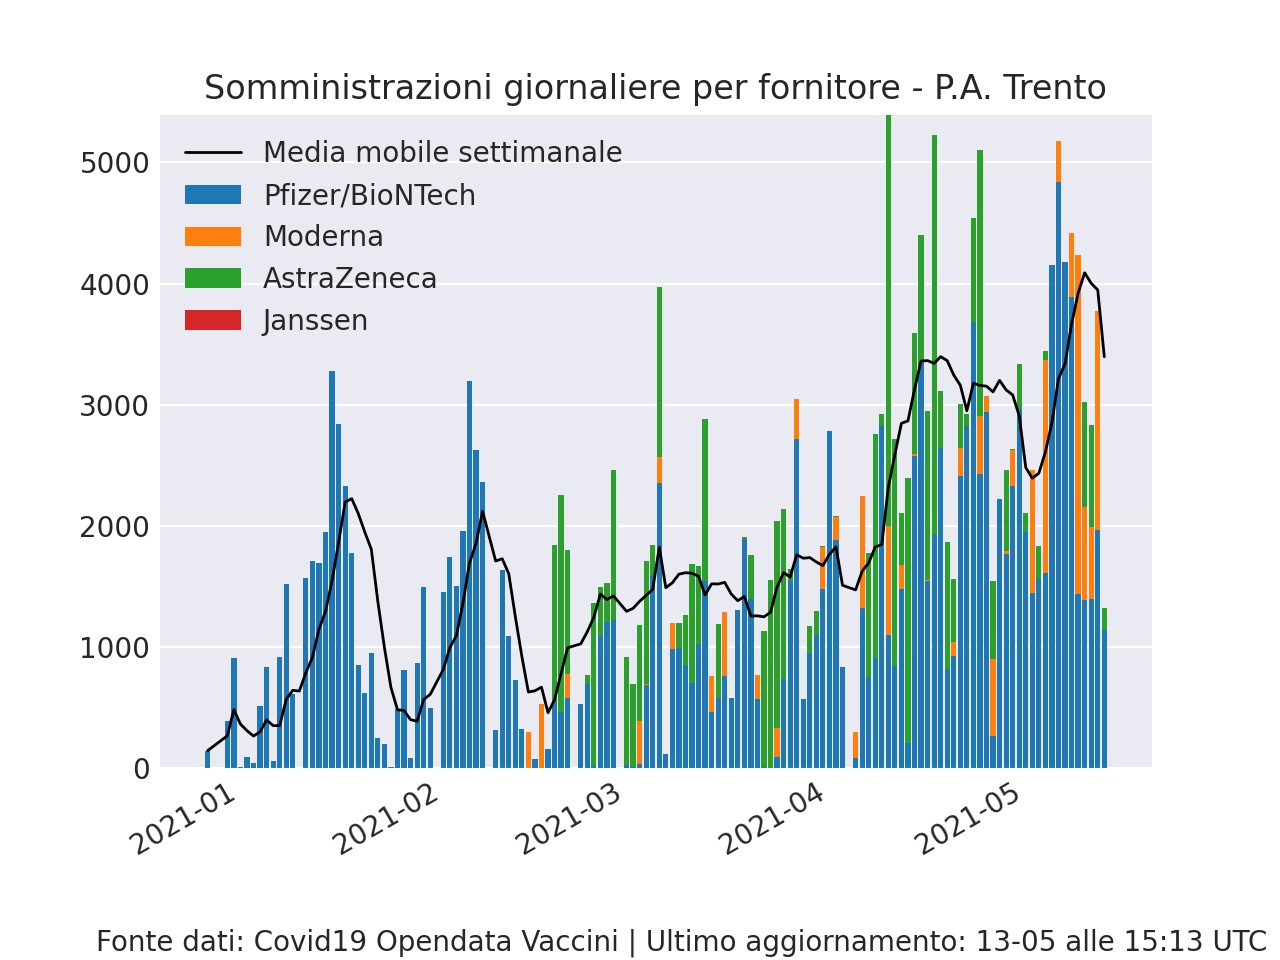 Somministrazioni giornaliere per fornitore - P.A. Trento
Media mobile settimanale
Pfizer/BioNTech
Moderna
AstraZeneca
Janssen
5000
4000
3000
2000
1000
0
2021-01
2021-02
2021-03
2021-04
2021-05
Fonte dati: Covid19 Opendata Vaccini | Ultimo aggiornamento: 13-05 alle 15:13 UTC